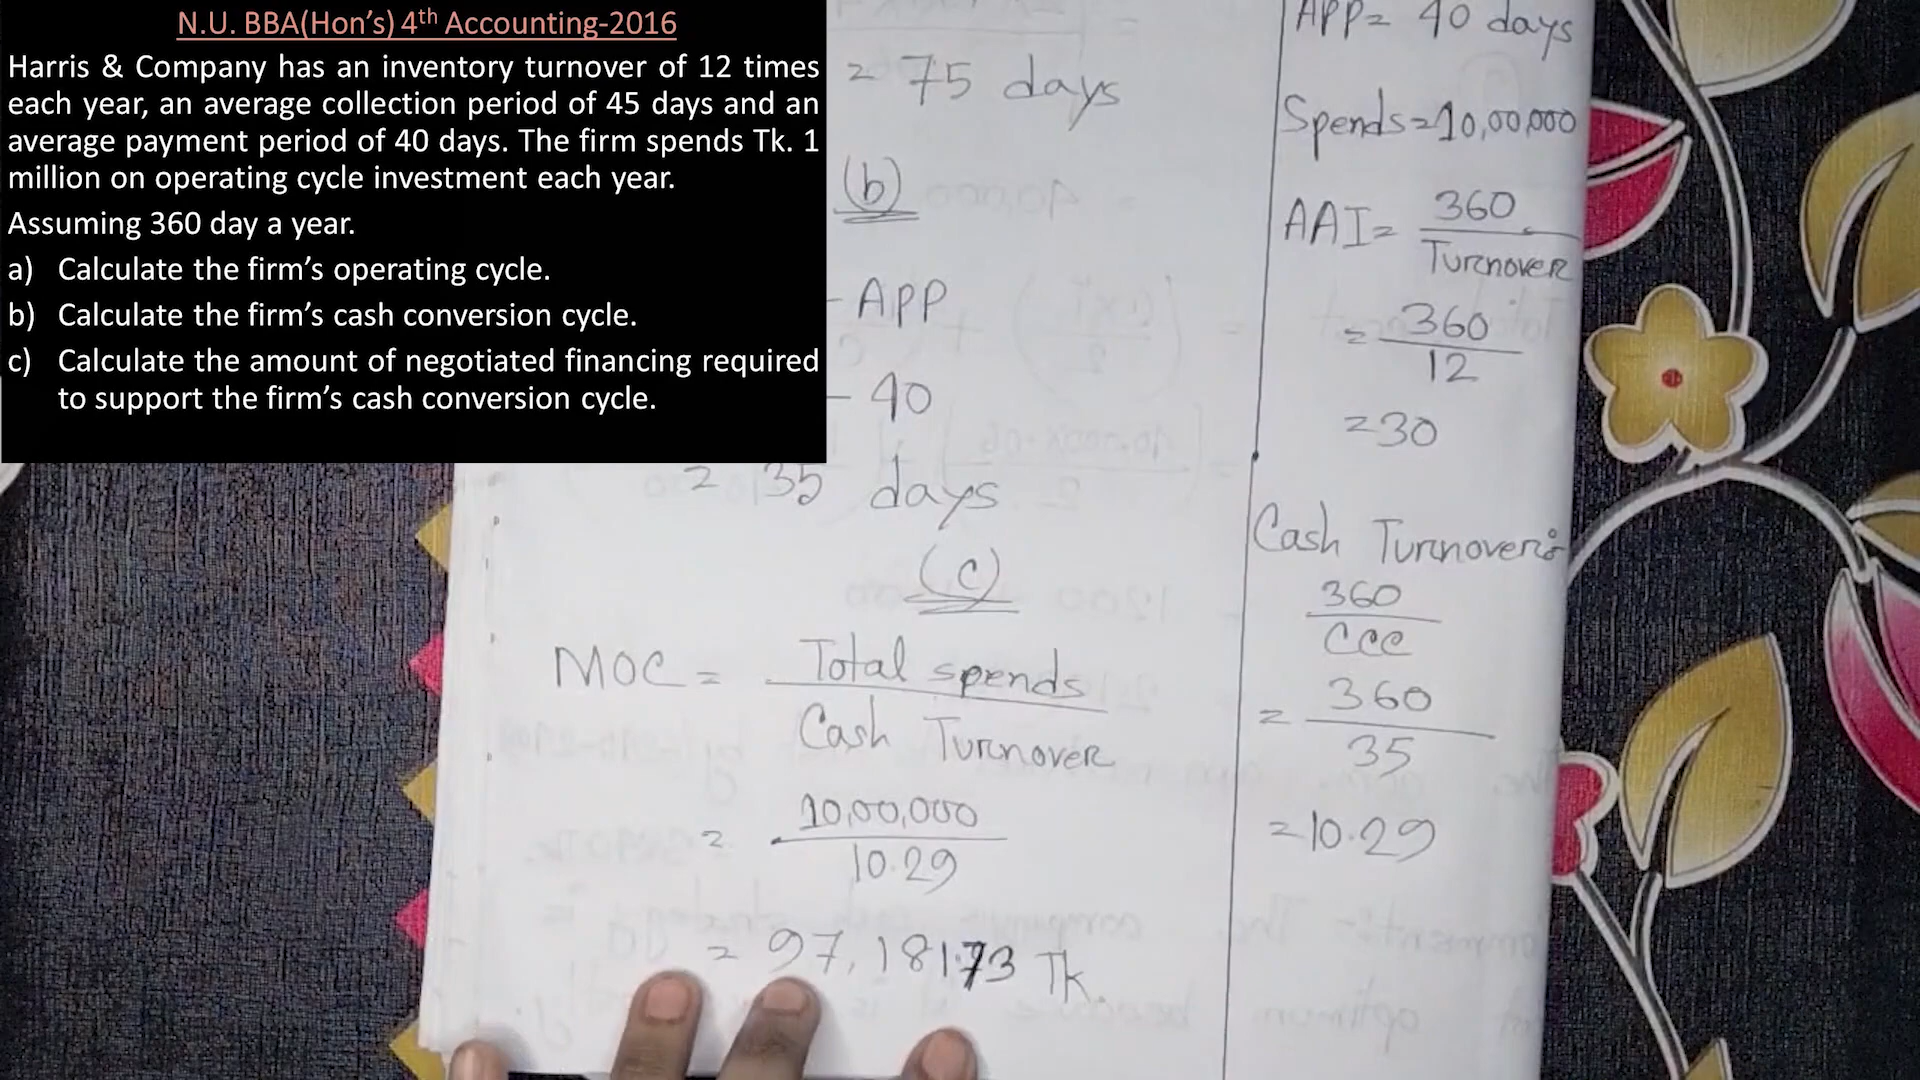 N.U. BBA(Hon's) 4th Accounting-2016
Harris & Company has an inventory turnover of 12 times
each year, an average collection period of 45 days and an
average payment period of 40 days. The firm spends Tk. 1
million on operating cycle investment each year.
Assuming 360 day a year.
a) Calculate the firm's operating cycle.
b) Calculate the firm's cash conversion cycle.
c) Calculate the amount of negotiated financing required
to support the firm's cash conversion cycle.
= 75 days
(b)
- APP
- 40
= 35 days
(c)
MOC = Total spends
Cash Turnover
= 10,00,000
10.29
= 97,181.73 Tk.
APP= 40 days
Spends=10,00,000
AAI= 360
Turnover
= 360
12
=30
Cash Turnover:
360
CCC
= 360
35
=10.29